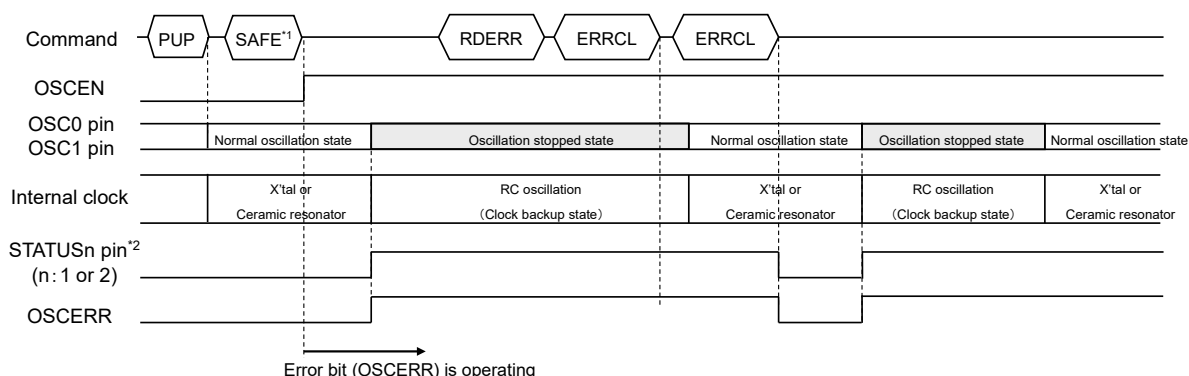 Command PUP SAFE*1 RDERR ERRCL ERRCL
OSCEN
OSC0 pin
OSC1 pin
Normal oscillation state Oscillation stopped state Normal oscillation state Oscillation stopped state Normal oscillation state
Internal clock
X'tal or RC oscillation X'tal or RC oscillation X'tal or
Ceramic resonator (Clock backup state) Ceramic resonator (Clock backup state) Ceramic resonator
STATUSn pin*2
(n: 1 or 2)
OSCERR
Error bit (OSCERR) is operating